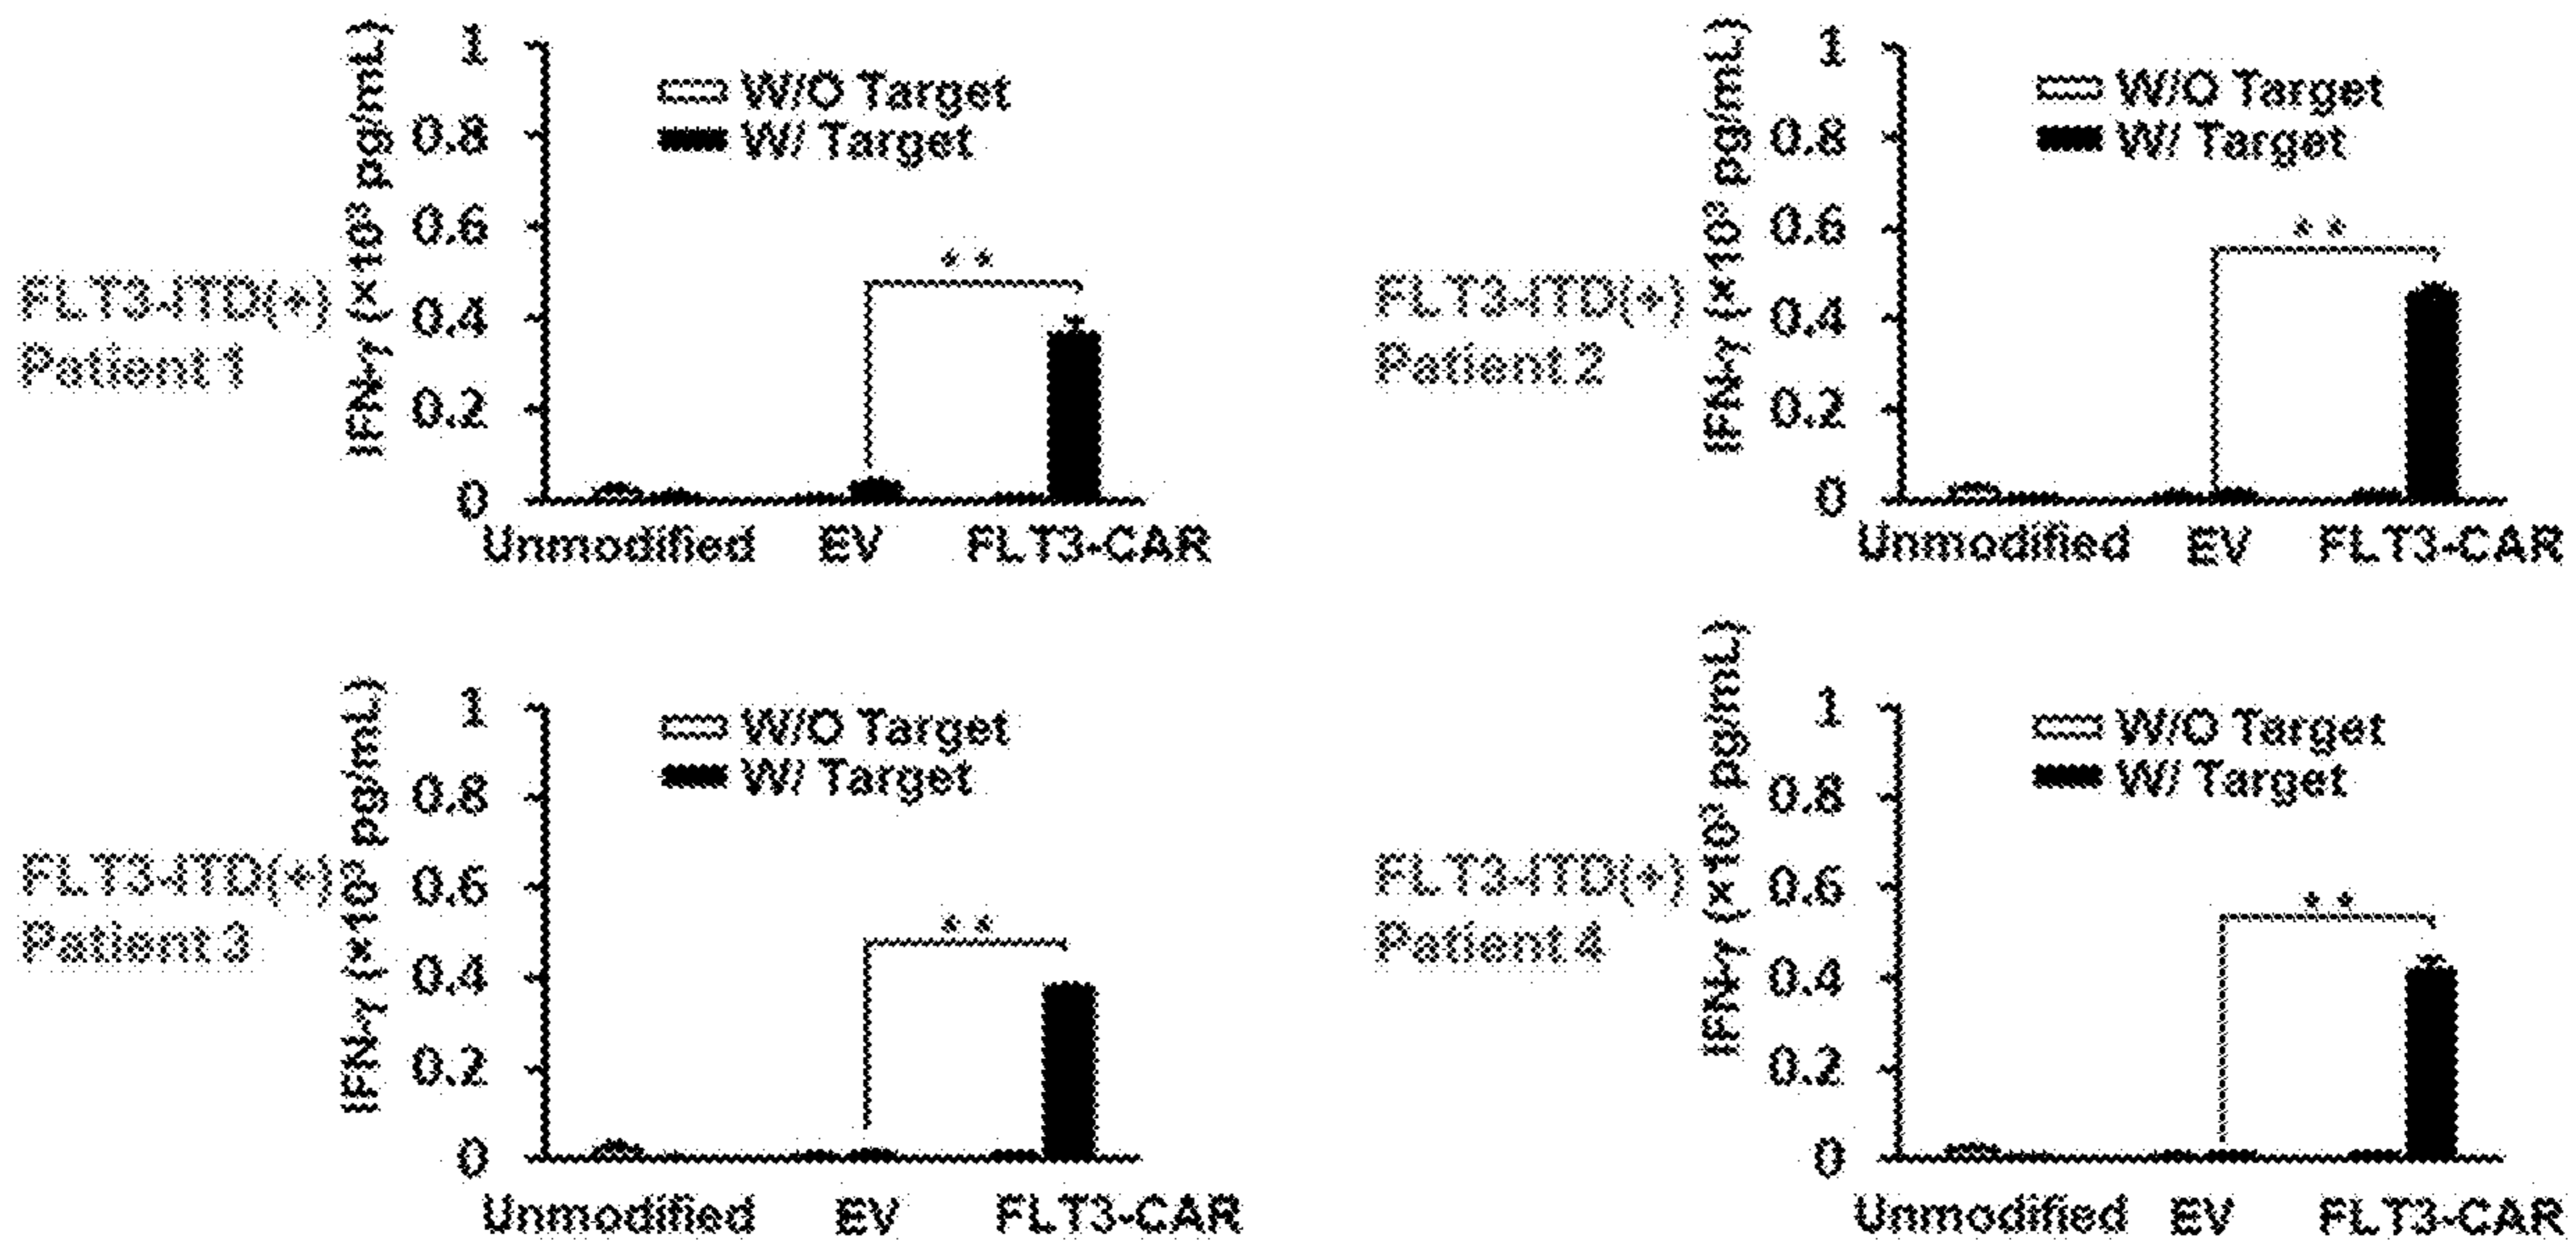 FLT3-ITD(+)
Patient 1
IFN-γ (×10³ pg/mL)
1
0.8
0.6
0.4
0.2
0
W/O Target
W/ Target
**
Unmodified EV FLT3-CAR
FLT3-ITD(+)
Patient 2
IFN-γ (×10³ pg/mL)
1
0.8
0.6
0.4
0.2
0
W/O Target
W/ Target
**
Unmodified EV FLT3-CAR
FLT3-ITD(+)
Patient 3
IFN-γ (×10³ pg/mL)
1
0.8
0.6
0.4
0.2
0
W/O Target
W/ Target
**
Unmodified EV FLT3-CAR
FLT3-ITD(+)
Patient 4
IFN-γ (×10³ pg/mL)
1
0.8
0.6
0.4
0.2
0
W/O Target
W/ Target
**
Unmodified EV FLT3-CAR